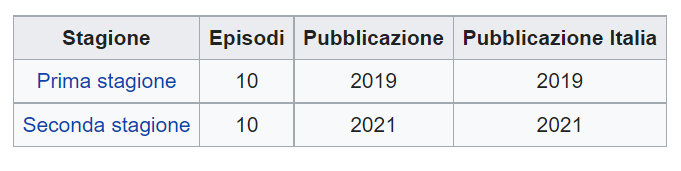 Stagione Episodi Pubblicazione Pubblicazione Italia
Prima stagione 10 2019 2019
Seconda stagione 10 2021 2021